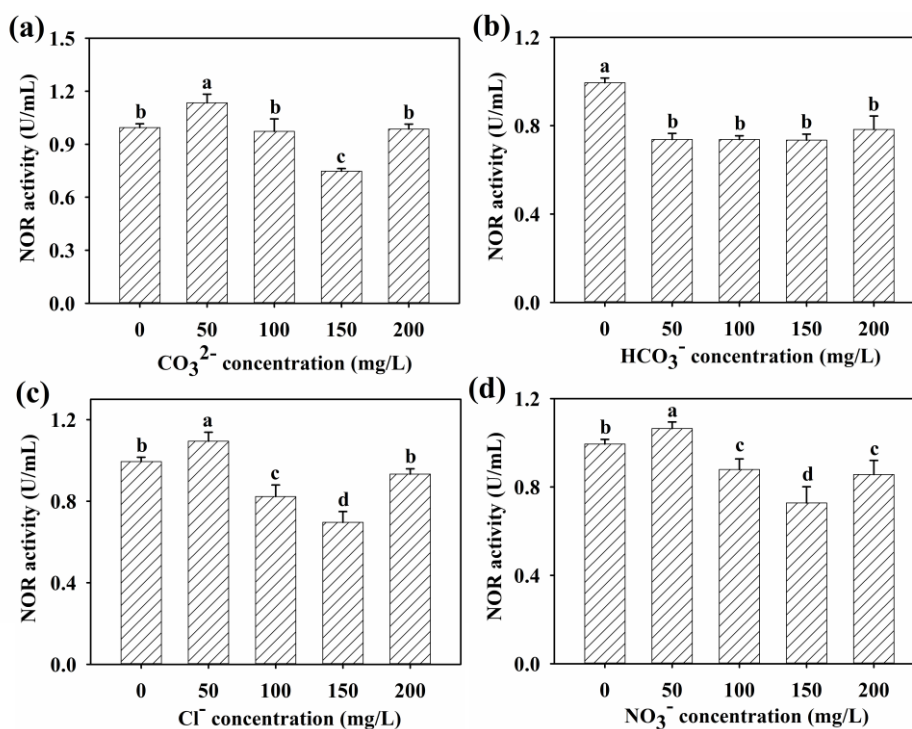 (a)
NOR activity (U/mL)
1.5
1.2
0.9
0.6
0.3
0.0
b
a
b
c
b
0 50 100 150 200
CO₃²⁻ concentration (mg/L)
(b)
NOR activity (U/mL)
1.2
0.8
0.4
0.0
a
b
b
b
b
0 50 100 150 200
HCO₃⁻ concentration (mg/L)
(c)
NOR activity (U/mL)
1.2
0.8
0.4
0.0
b
a
c
d
b
0 50 100 150 200
Cl⁻ concentration (mg/L)
(d)
NOR activity (U/mL)
1.2
0.8
0.4
0.0
b
a
c
d
c
0 50 100 150 200
NO₃⁻ concentration (mg/L)